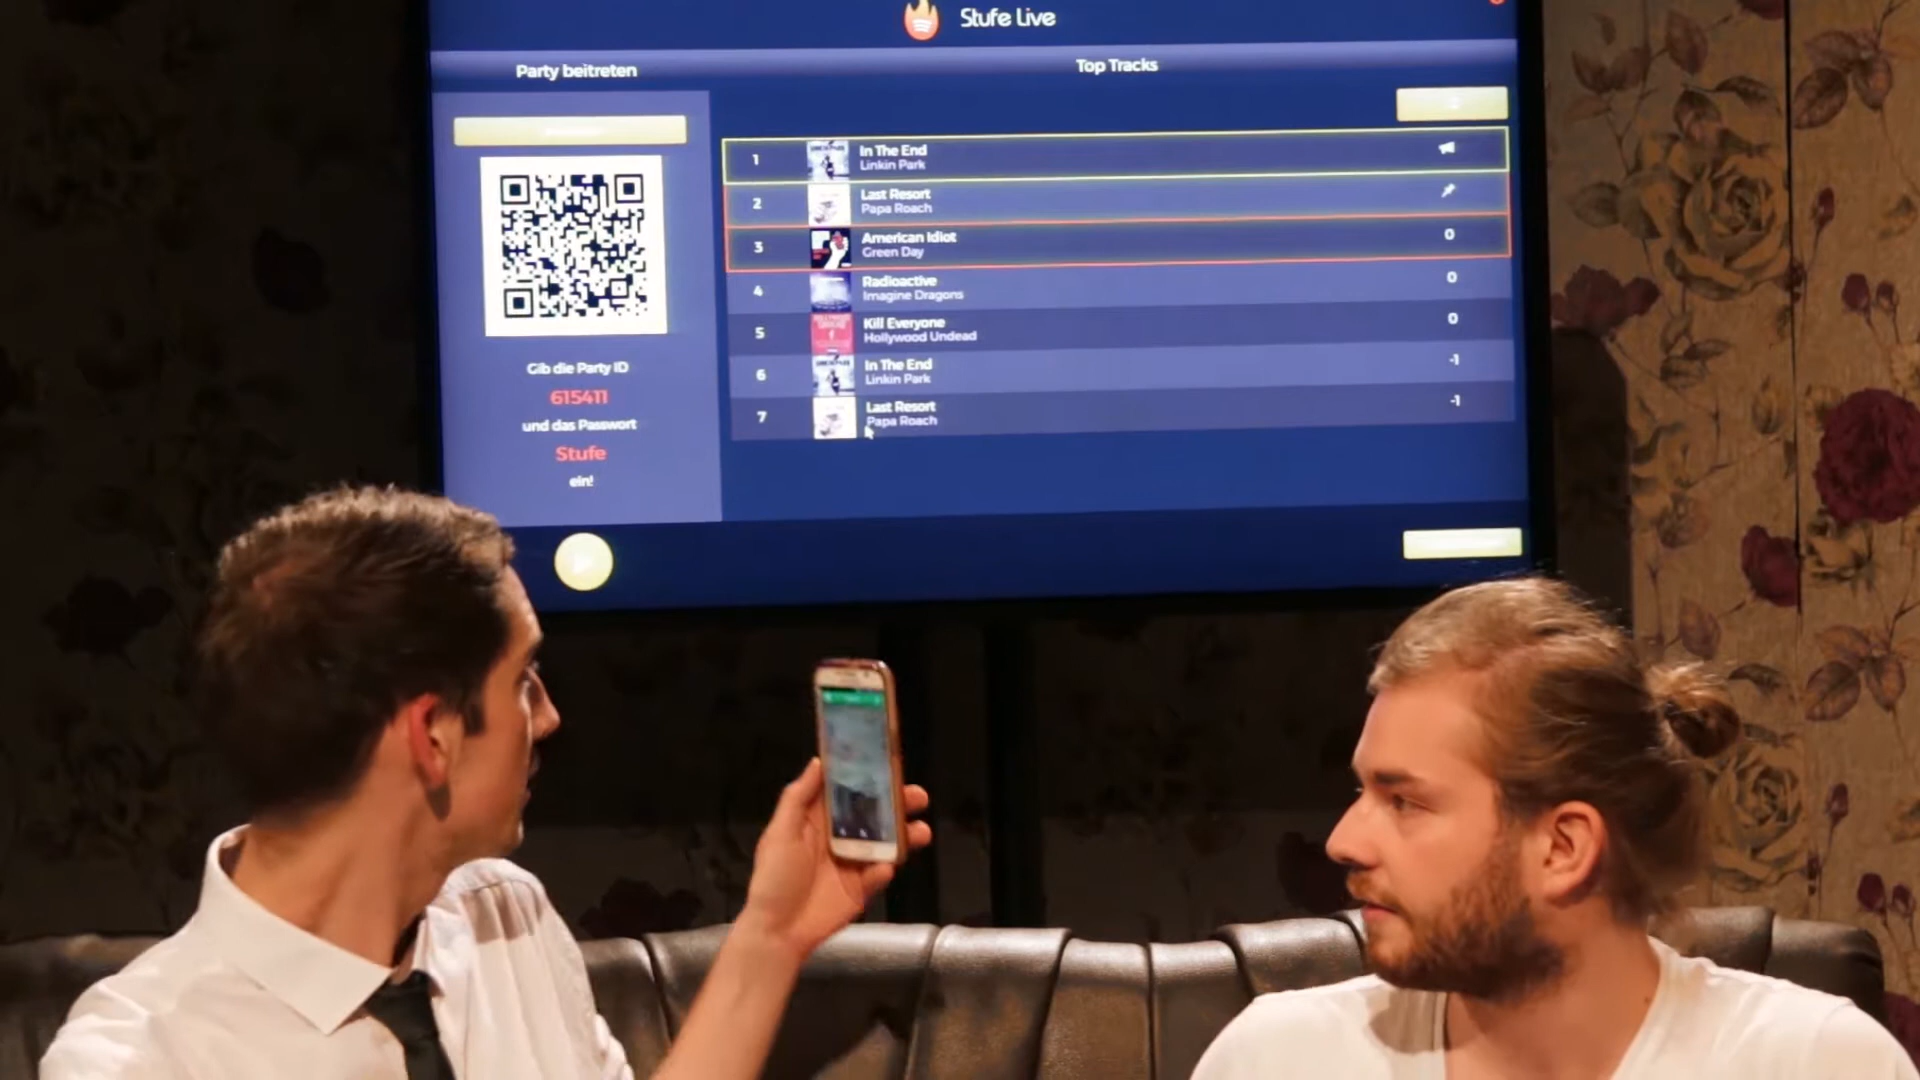 Stufe Live
Party beitreten
Top Tracks
Gib die Party ID
615411
und das Passwort
Stufe
ein!
1 In The End
Linkin Park
2 Last Resort
Papa Roach
3 American Idiot 0
Green Day
4 Radioactive 0
Imagine Dragons
5 Kill Everyone 0
Hollywood Undead
6 In The End -1
Linkin Park
7 Last Resort -1
Papa Roach